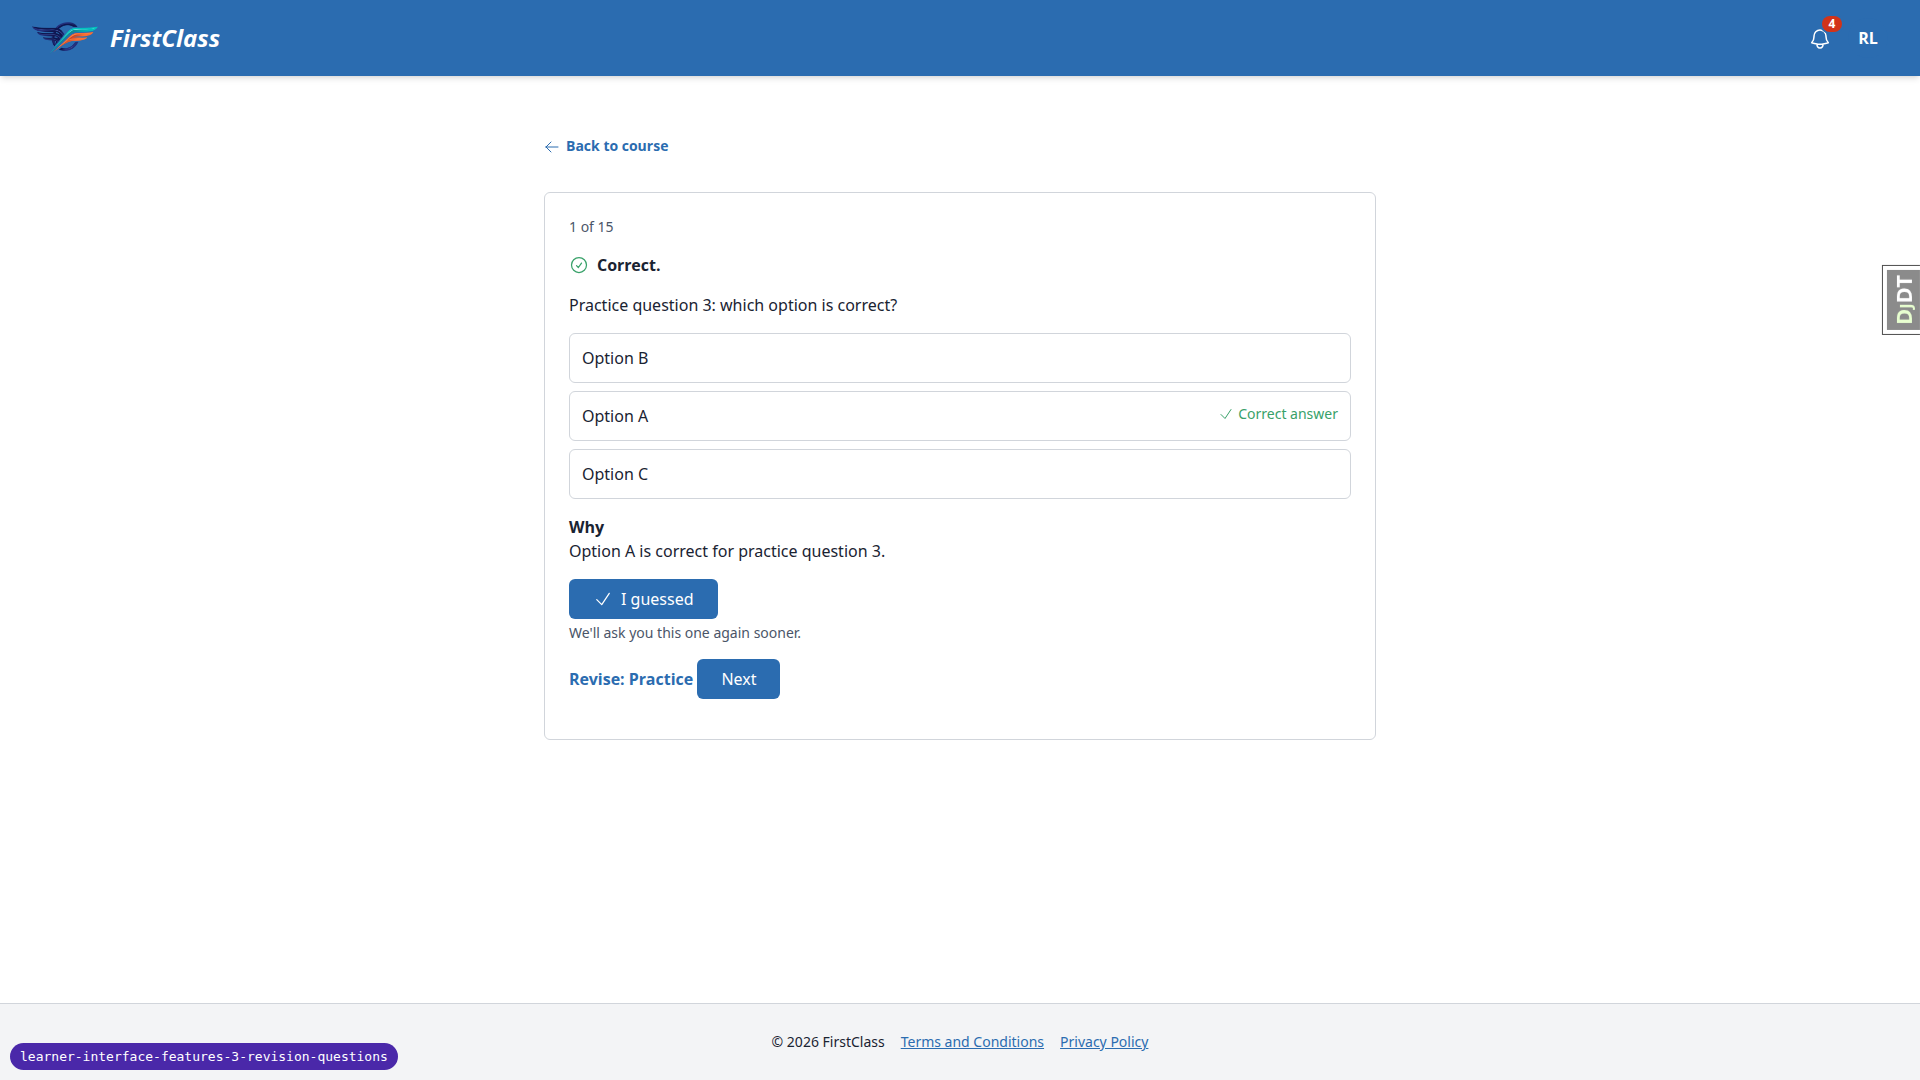 FirstClass
4
RL
Back to course
1 of 15
Correct.
Practice question 3: which option is correct?
Option B
Option A
Correct answer
Option C
Why
Option A is correct for practice question 3.
I guessed
We'll ask you this one again sooner.
Revise: Practice
Next
DJDT
© 2026 FirstClass Terms and Conditions Privacy Policy
learner-interface-features-3-revision-questions